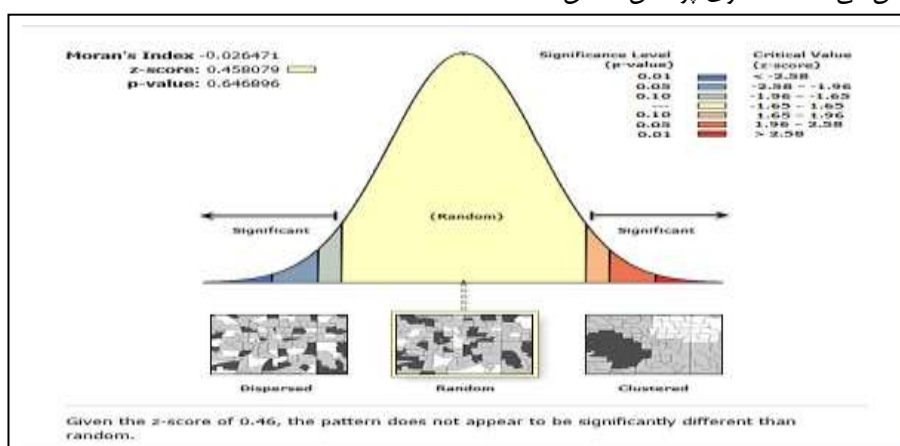 Moran's Index -0.026471
z-score: 0.458079
p-value: 0.646896
Significance Level
(p-value)
0.01
0.05
0.10
---
0.10
0.05
0.01
Critical Value
(z-score)
< -2.58
-2.58 – -1.96
-1.96 – -1.65
-1.65 – 1.65
1.65 – 1.96
1.96 – 2.58
> 2.58
Significant
(Random)
Significant
Dispersed
Random
Clustered
Given the z-score of 0.46, the pattern does not appear to be significantly different than
random.